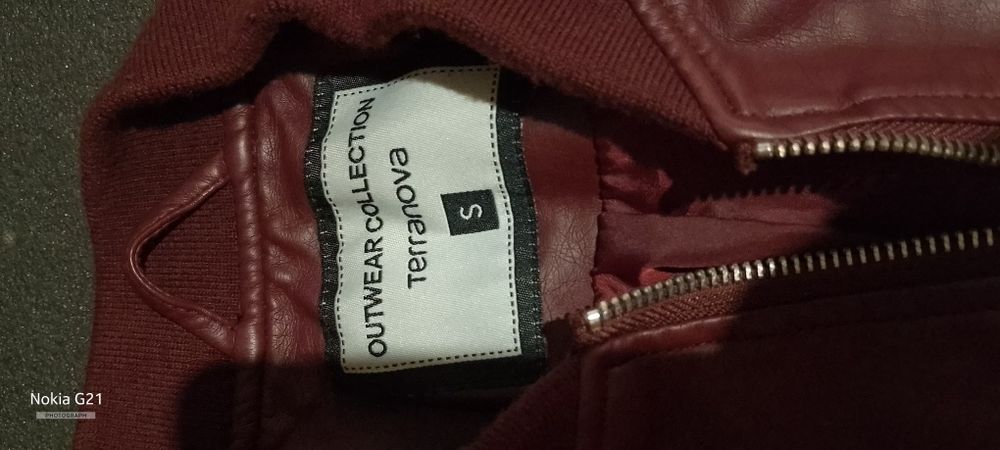 OUTWEAR COLLECTION
Terranova
S
Nokia G21
PHOTOGRAPH